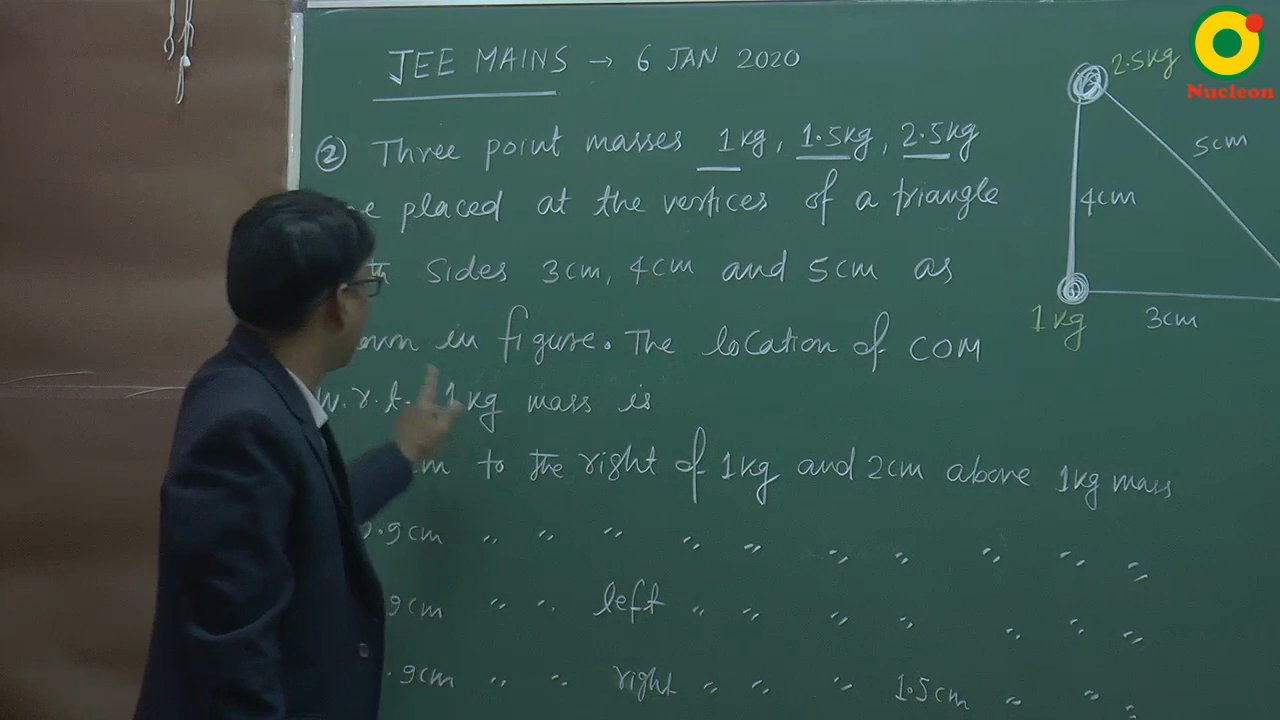 JEE MAINS → 6 JAN 2020
② Three point masses 1kg, 1.5kg, 2.5kg
placed at the vertices of a triangle
sides 3cm, 4cm and 5cm as
in figure. The location of COM
w.r.t. 1kg mass is
to the right of 1kg and 2cm above 1kg mass
.9cm " " " " " " " " " "
9cm " " left " " " " " " "
.9cm " " right " " " 1.5cm " " "
2.5kg
5cm
4cm
1kg
3cm
Nucleon